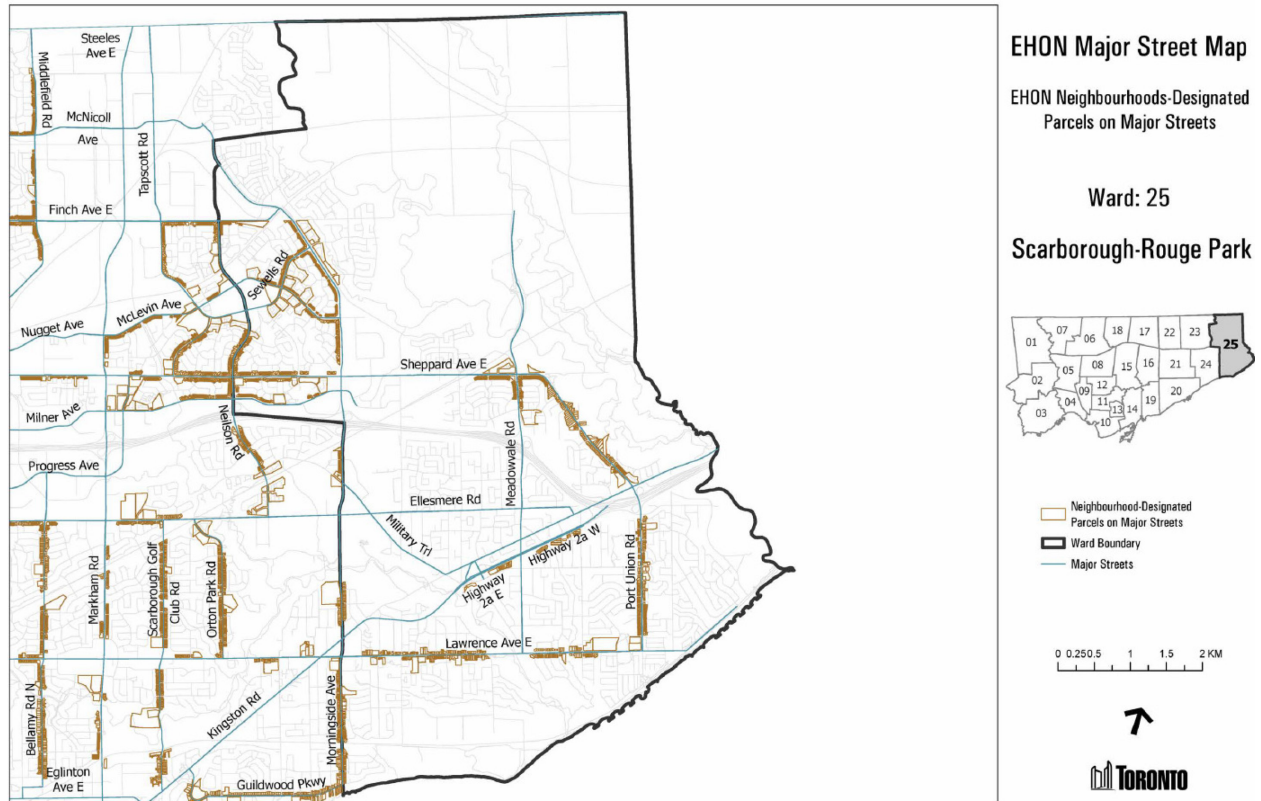 Steeles
Ave E
Middlefield Rd
McNicoll
Ave
Tapscott Rd
Finch Ave E
Sewells Rd
McLevin Ave
Nugget Ave
Sheppard Ave E
Milner Ave
Neilson Rd
Meadowvale Rd
Progress Ave
Ellesmere Rd
Military Trl
Highway 2a W
Highway
2a E
Port Union Rd
Markham Rd
Scarborough Golf
Club Rd
Orton Park Rd
Lawrence Ave E
Bellamy Rd N
Kingston Rd
Morningside Ave
Eglinton
Ave E
Guildwood Pkwy
EHON Major Street Map
EHON Neighbourhoods-Designated
Parcels on Major Streets
Ward: 25
Scarborough-Rouge Park
01
07
06
18
17
22
23
25
02
05
08
15
16
21
24
03
04
09
12
11
13
14
19
20
10
Neighbourhood-Designated
Parcels on Major Streets
Ward Boundary
Major Streets
0 0.25 0.5 1 1.5 2 KM
TORONTO